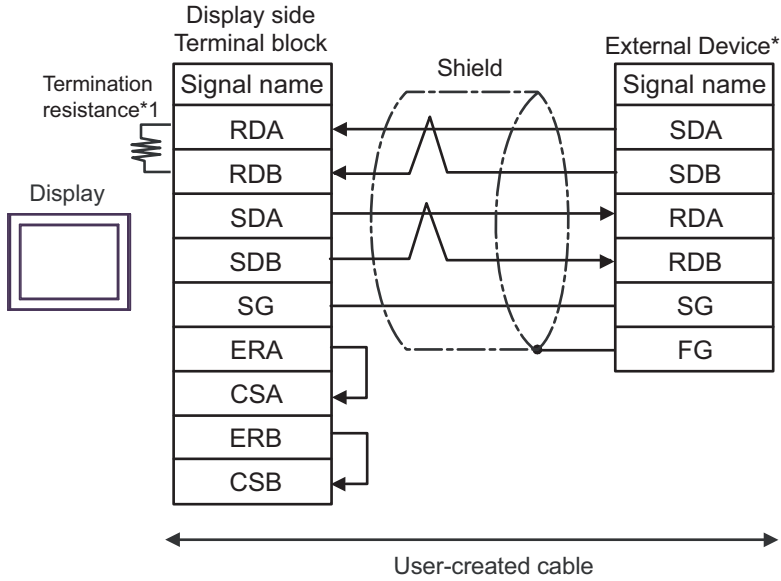 Display side
Terminal block
External Device*
Shield
Termination
resistance*1
Signal name
Signal name
RDA
SDA
RDB
SDB
Display
SDA
RDA
SDB
RDB
SG
SG
ERA
FG
CSA
ERB
CSB
User-created cable